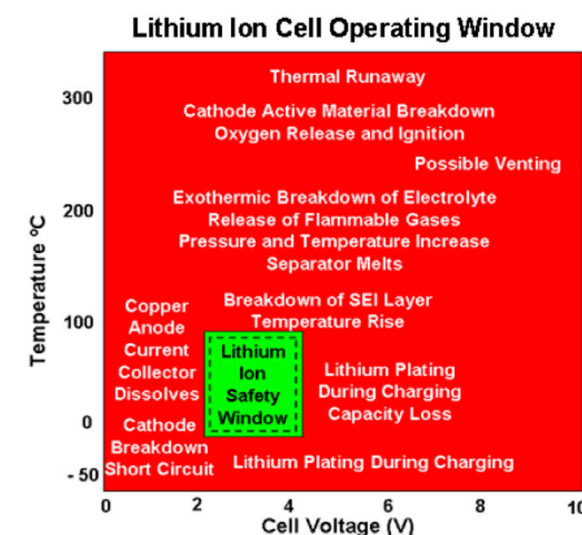 Lithium Ion Cell Operating Window
Thermal Runaway
300
Cathode Active Material Breakdown
Oxygen Release and Ignition
Possible Venting
Exothermic Breakdown of Electrolyte
200
Release of Flammable Gases
Pressure and Temperature Increase
Separator Melts
Temperature ºC
100
Breakdown of SEI Layer
Temperature Rise
Copper
Anode
Current
Collector
Dissolves
Lithium
Ion
Safety
Window
Lithium Plating
During Charging
Capacity Loss
0
Cathode
Breakdown
Short Circuit
Lithium Plating During Charging
- 50
0 2 4 6 8 10
Cell Voltage (V)